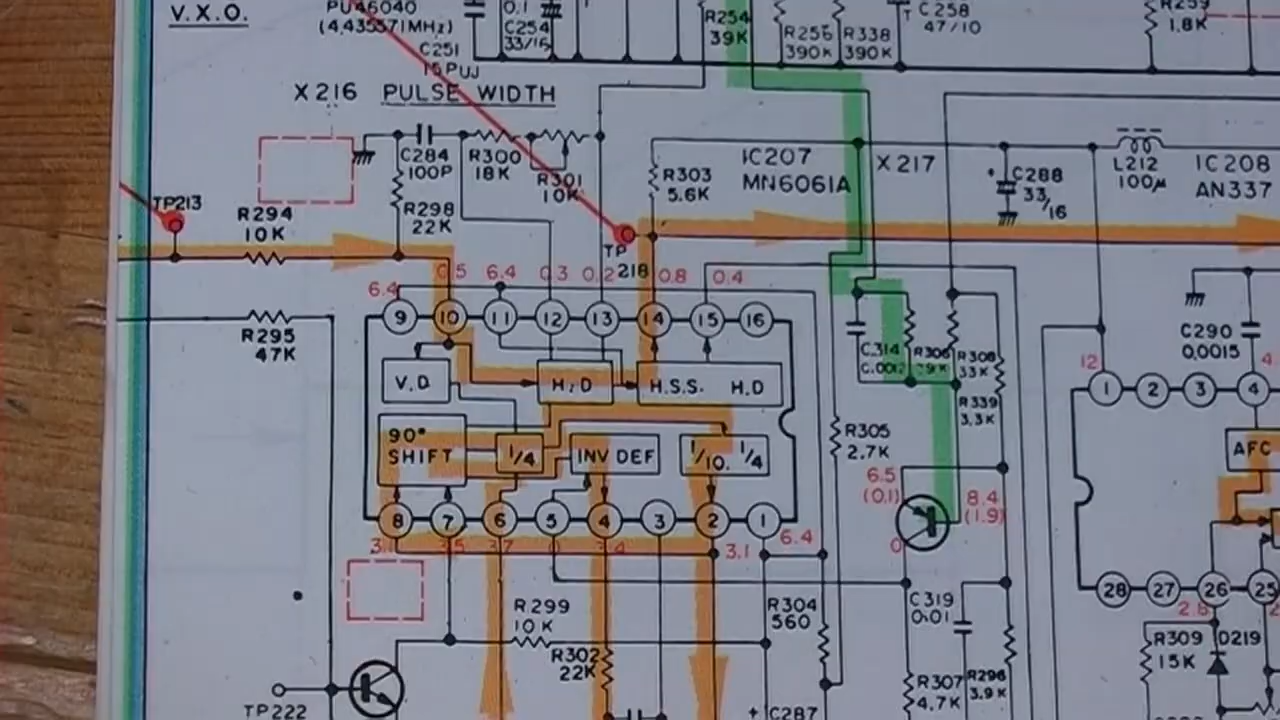 V.X.O.
PU46040
(4.435571MHz)
0.1
C254
33/16
C251
15PUJ
R254
39K
R256
390K
R338
390K
C258
47/10
R259
1.8K
X216 PULSE WIDTH
C284
100P
R300
18K
R301
10K
R298
22K
R303
5.6K
IC207
MN6061A
X217
C288
33/16
L212
100μ
IC208
AN337
TP213
R294
10K
TP
218
R295
47K
6.4
0.5
6.4
0.3
0.2
0.8
0.4
9
10
11
12
13
14
15
16
V.D
H.D
H.S.S. H.D
90°
SHIFT
1/4
INV DEF
1/10. 1/4
8
7
6
5
4
3
2
1
3.5
3.7
0
3.4
3.1
6.4
C314
R306
R308
33K
R339
3.3K
R305
2.7K
6.5
(0.1)
8.4
(1.9)
0
C290
0.0015
12
4.
1
2
3
4
AFC
28
27
26
25
2.8
2
R299
10K
R302
22K
R304
560
C319
0.01
R307
4.7K
R296
3.9K
R309
15K
D219
TP222
+ C287